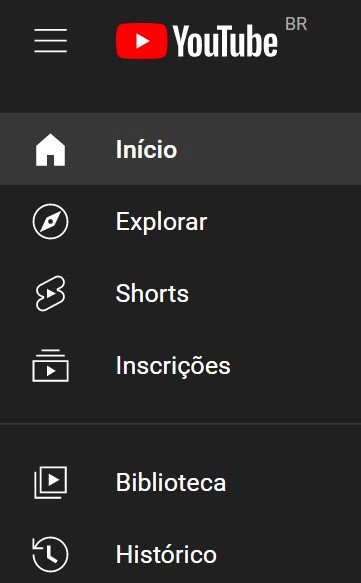 YouTube BR
Início
Explorar
Shorts
Inscrições
Biblioteca
Histórico